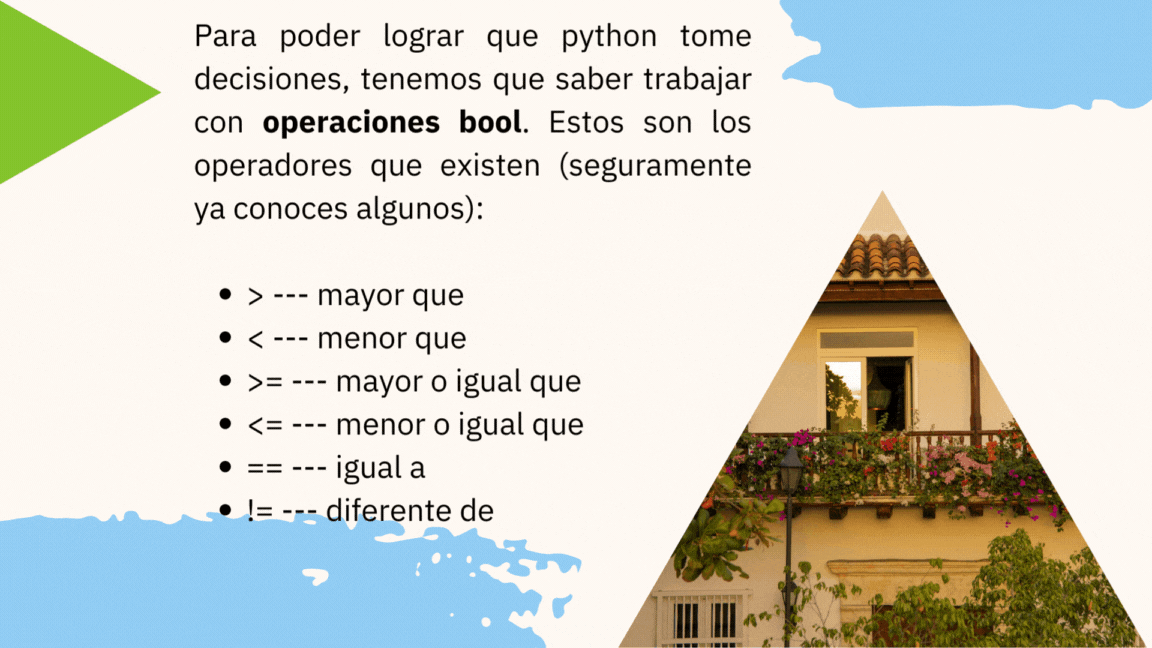 Para poder lograr que python tome
decisiones, tenemos que saber trabajar
con operaciones bool. Estos son los
operadores que existen (seguramente
ya conoces algunos):
• > --- mayor que
• < --- menor que
• >= --- mayor o igual que
• <= --- menor o igual que
• == --- igual a
• != --- diferente de